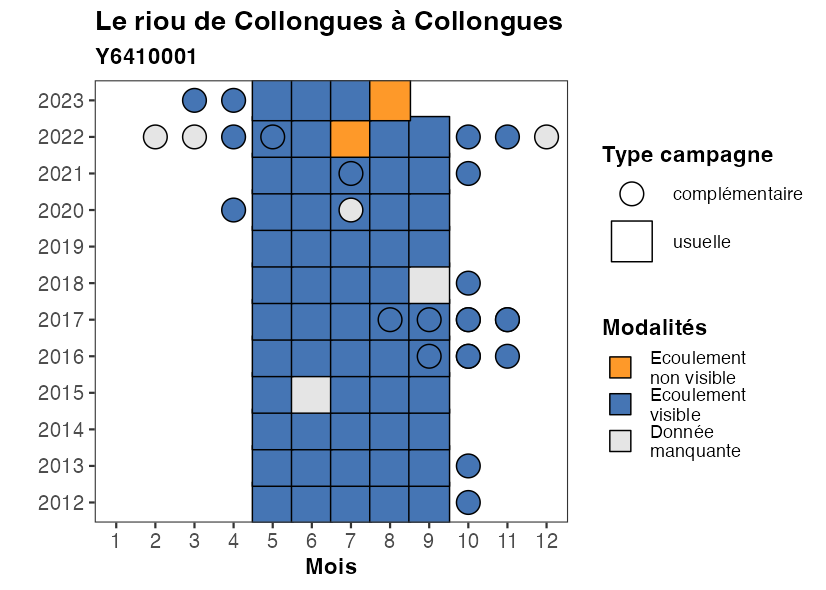 Le riou de Collongues à Collongues
Y6410001
2023
2022
2021
2020
2019
2018
2017
2016
2015
2014
2013
2012
1 2 3 4 5 6 7 8 9 10 11 12
Mois
Type campagne
complémentaire
usuelle
Modalités
Ecoulement
non visible
Ecoulement
visible
Donnée
manquante